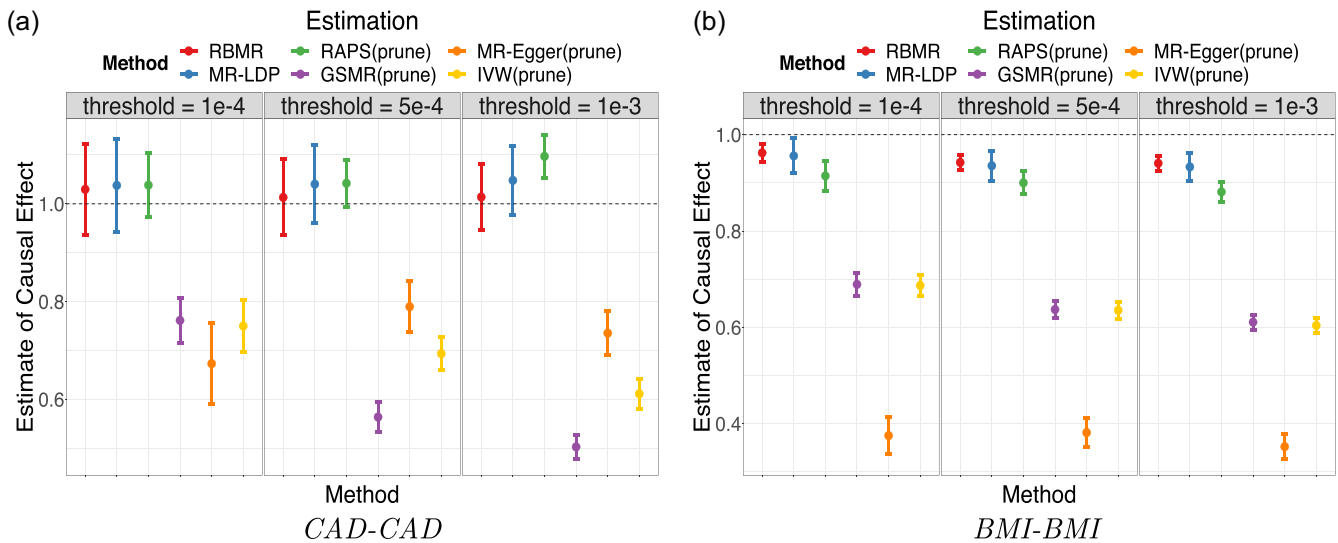 (a)
Estimation
Method RBMR RAPS(prune) MR-Egger(prune)
MR-LDP GSMR(prune) IVW(prune)
threshold = 1e-4 threshold = 5e-4 threshold = 1e-3
Estimate of Causal Effect
1.0
0.8
0.6
Method
CAD-CAD
(b)
Estimation
Method RBMR RAPS(prune) MR-Egger(prune)
MR-LDP GSMR(prune) IVW(prune)
threshold = 1e-4 threshold = 5e-4 threshold = 1e-3
Estimate of Causal Effect
1.0
0.8
0.6
0.4
Method
BMI-BMI